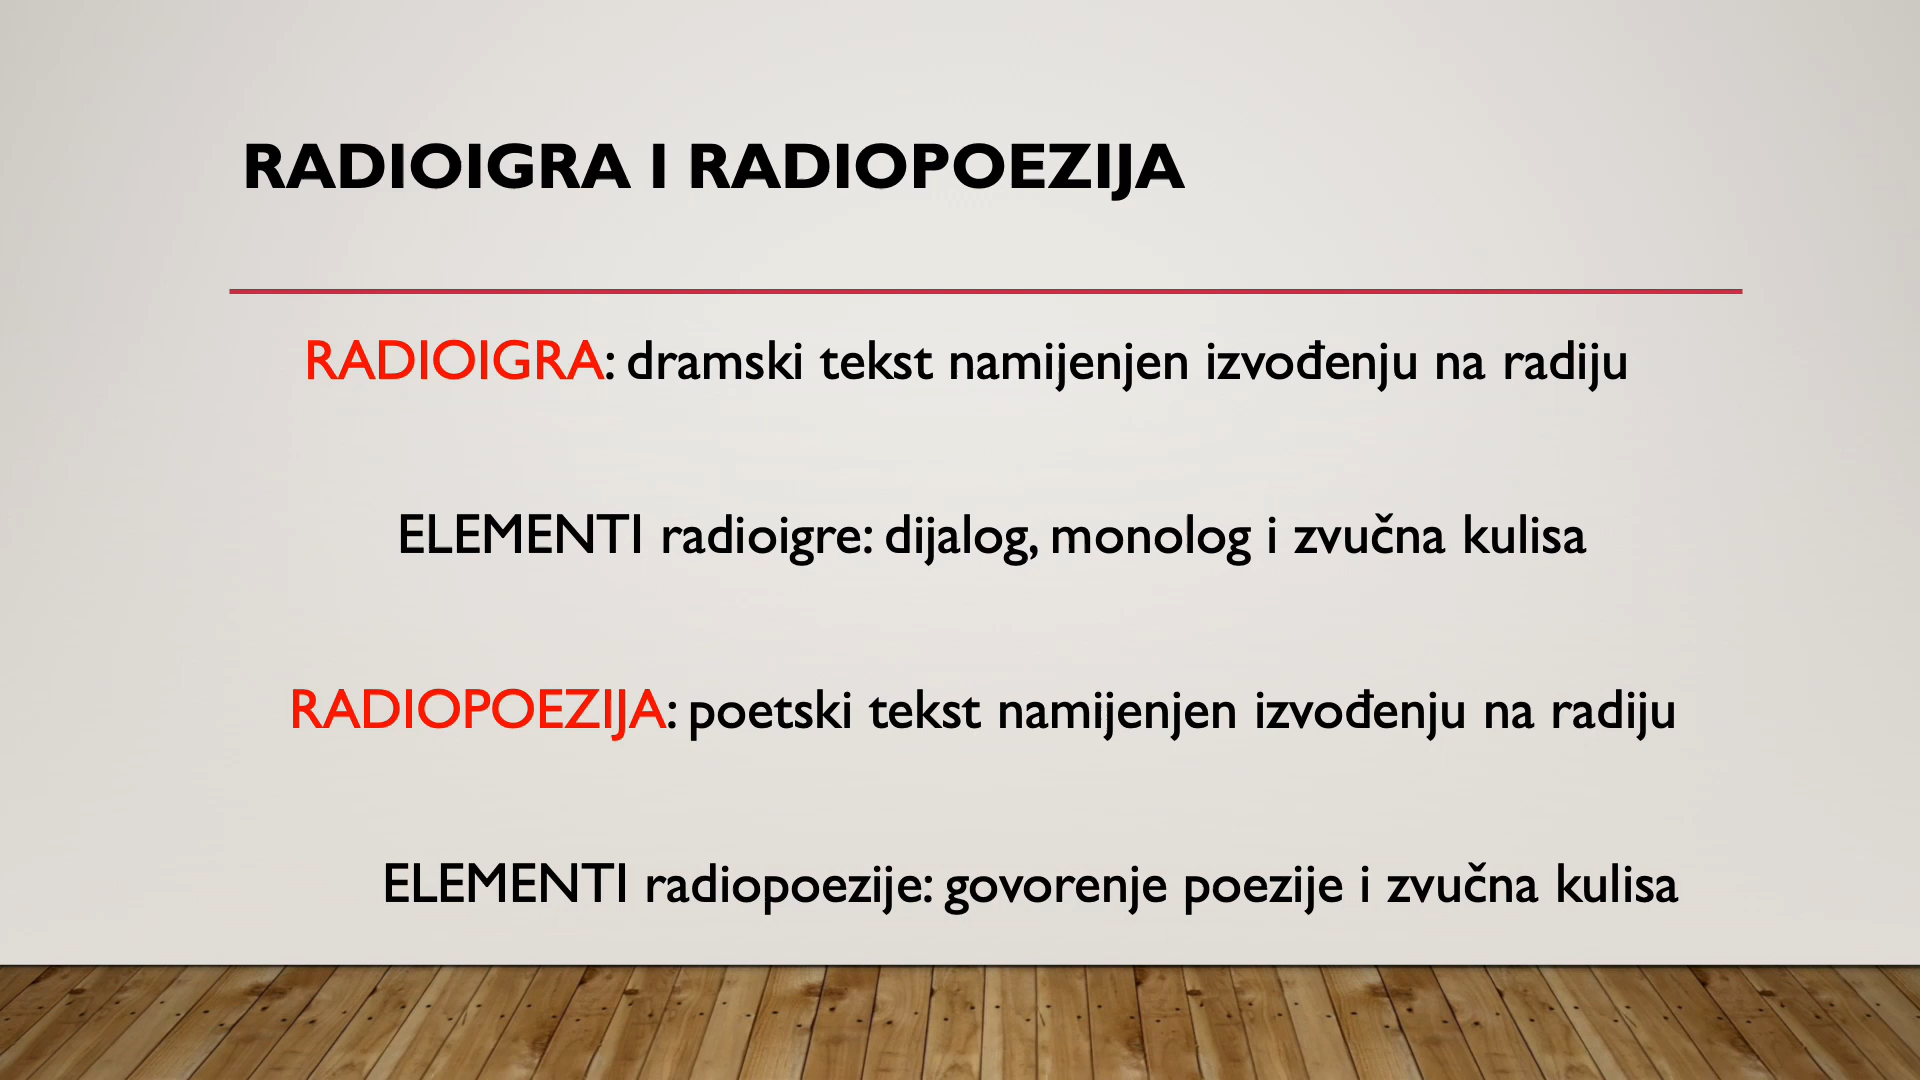 RADIOIGRA I RADIOPOEZIJA
RADIOIGRA: dramski tekst namijenjen izvođenju na radiju
ELEMENTI radioigre: dijalog, monolog i zvučna kulisa
RADIOPOEZIJA: poetski tekst namijenjen izvođenju na radiju
ELEMENTI radiopoezije: govorenje poezije i zvučna kulisa